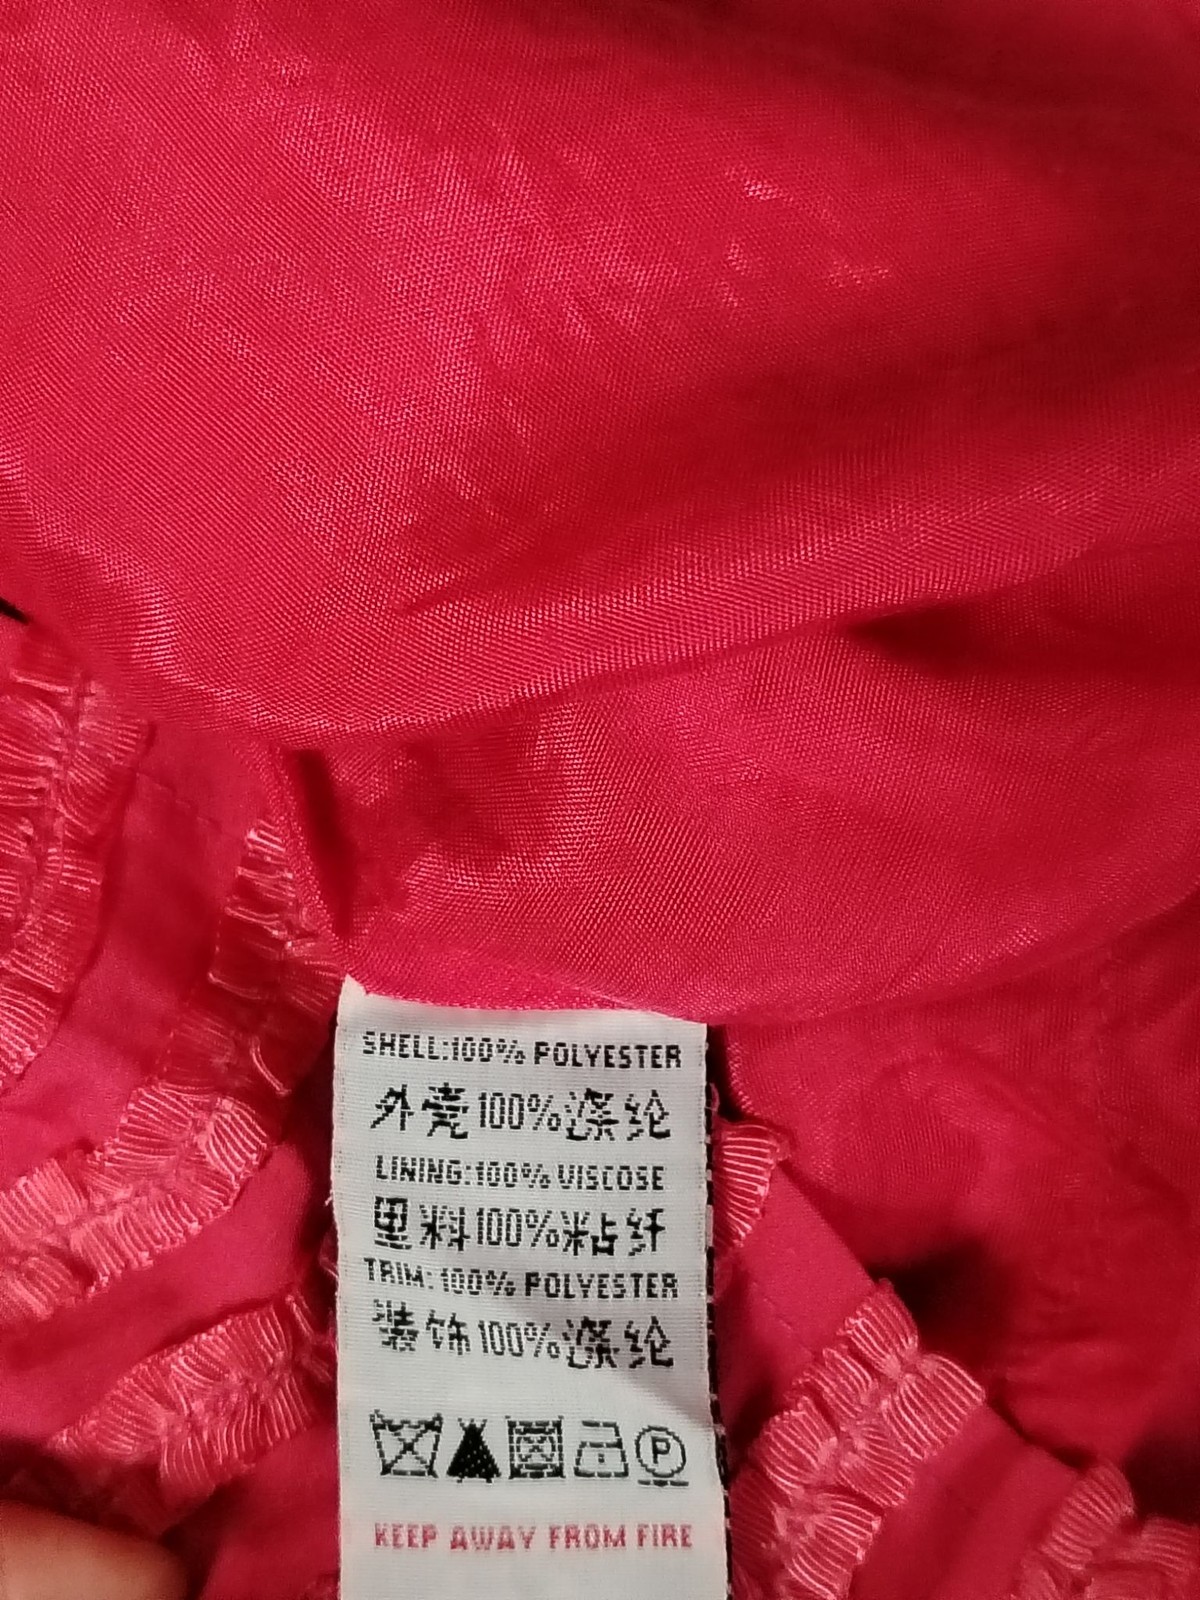 SHELL:100% POLYESTER
外壳100%涤纶
LINING:100% VISCOSE
里料100%粘纤
TRIM: 100% POLYESTER
装饰100%涤纶
P
KEEP AWAY FROM FIRE